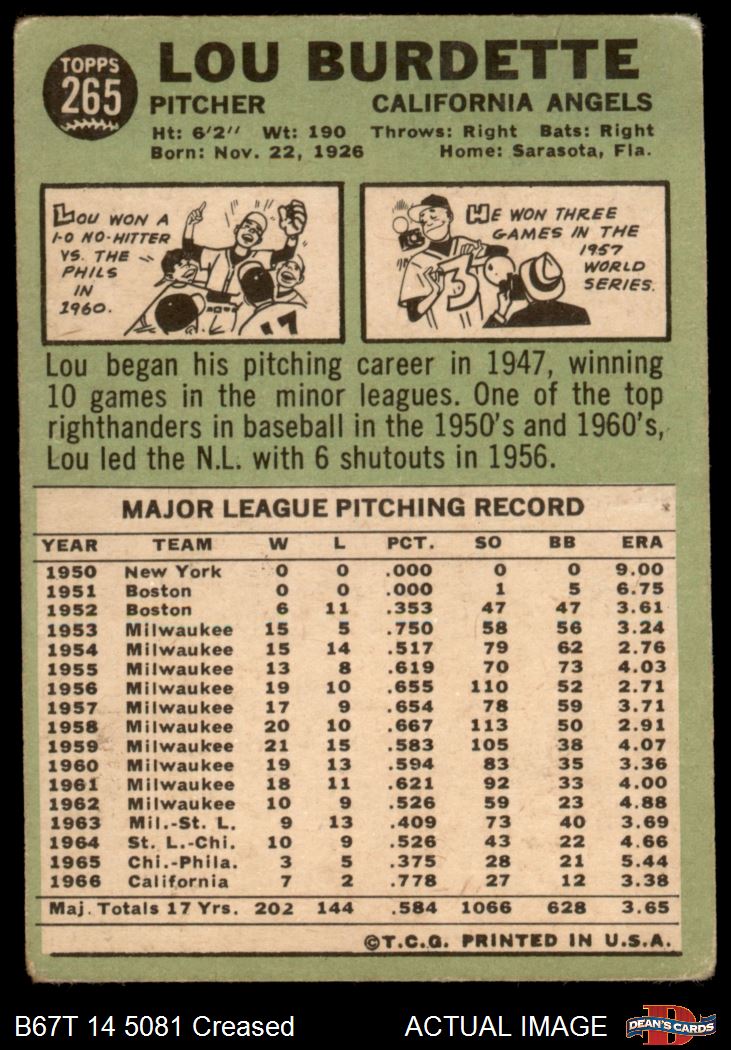 TOPPS
265
LOU BURDETTE
PITCHER CALIFORNIA ANGELS
Ht: 6'2" Wt: 190 Throws: Right Bats: Right
Born: Nov. 22, 1926 Home: Sarasota, Fla.
LOU WON A
1-0 NO-HITTER
VS. THE
PHILS
IN
1960.
17
HE WON THREE
GAMES IN THE
1957
WORLD
SERIES.
3
Lou began his pitching career in 1947, winning
10 games in the minor leagues. One of the top
righthanders in baseball in the 1950's and 1960's,
Lou led the N.L. with 6 shutouts in 1956.
MAJOR LEAGUE PITCHING RECORD
YEAR TEAM W L PCT. SO BB ERA
1950 New York 0 0 .000 0 0 9.00
1951 Boston 0 0 .000 1 5 6.75
1952 Boston 6 11 .353 47 47 3.61
1953 Milwaukee 15 5 .750 58 56 3.24
1954 Milwaukee 15 14 .517 79 62 2.76
1955 Milwaukee 13 8 .619 70 73 4.03
1956 Milwaukee 19 10 .655 110 52 2.71
1957 Milwaukee 17 9 .654 78 59 3.71
1958 Milwaukee 20 10 .667 113 50 2.91
1959 Milwaukee 21 15 .583 105 38 4.07
1960 Milwaukee 19 13 .594 83 35 3.36
1961 Milwaukee 18 11 .621 92 33 4.00
1962 Milwaukee 10 9 .526 59 23 4.88
1963 Mil.-St. L. 9 13 .409 73 40 3.69
1964 St. L.-Chi. 10 9 .526 43 22 4.66
1965 Chi.-Phila. 3 5 .375 28 21 5.44
1966 California 7 2 .778 27 12 3.38
Maj. Totals 17 Yrs. 202 144 .584 1066 628 3.65
©T.C.G. PRINTED IN U.S.A.
B67T 14 5081 Creased ACTUAL IMAGE
D
DEAN'S CARDS